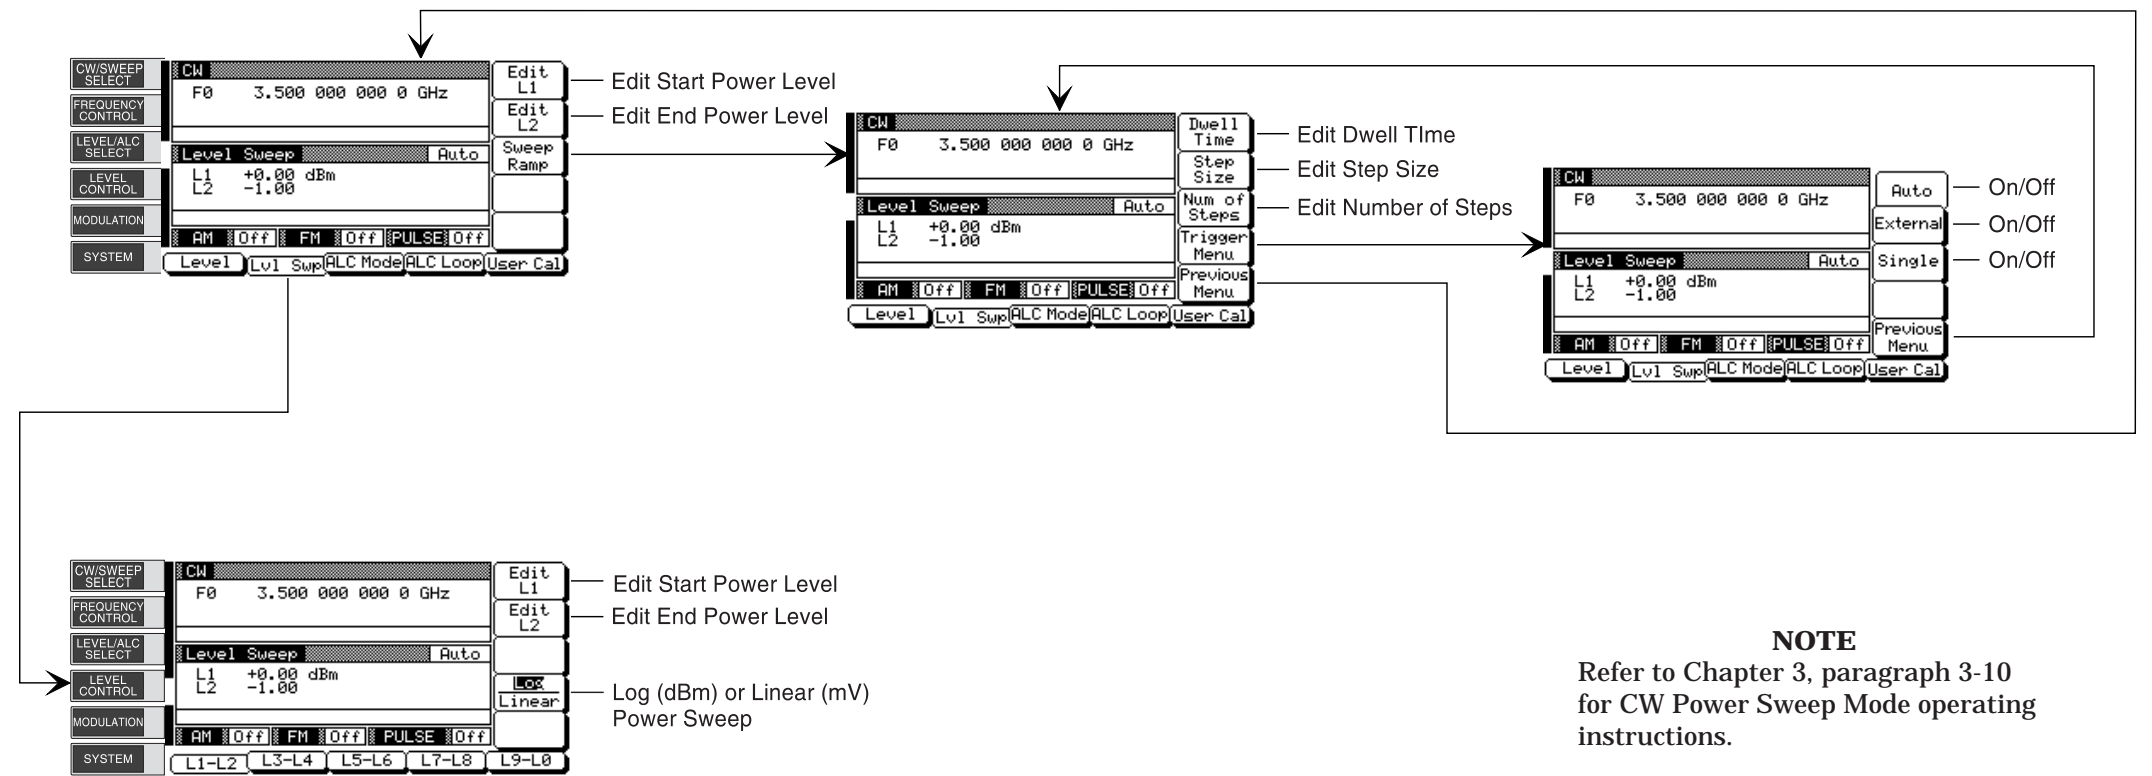 CW/SWEEP
SELECT
FREQUENCY
CONTROL
LEVEL/ALC
SELECT
LEVEL
CONTROL
MODULATION
SYSTEM
CW
F0 3.500 000 000 0 GHz
Level Sweep Auto
L1 +0.00 dBm
L2 -1.00
AM Off FM Off PULSE Off
Level Lvl Swp ALC Mode ALC Loop User Cal
Edit
L1
Edit
L2
Sweep
Ramp
Edit Start Power Level
Edit End Power Level
CW
F0 3.500 000 000 0 GHz
Level Sweep Auto
L1 +0.00 dBm
L2 -1.00
AM Off FM Off PULSE Off
Level Lvl Swp ALC Mode ALC Loop User Cal
Dwell
Time
Step
Size
Num of
Steps
Trigger
Menu
Previous
Menu
Edit Dwell TIme
Edit Step Size
Edit Number of Steps
CW
F0 3.500 000 000 0 GHz
Level Sweep Auto
L1 +0.00 dBm
L2 -1.00
AM Off FM Off PULSE Off
Level Lvl Swp ALC Mode ALC Loop User Cal
Auto
External
Single
Previous
Menu
On/Off
On/Off
On/Off
CW/SWEEP
SELECT
FREQUENCY
CONTROL
LEVEL/ALC
SELECT
LEVEL
CONTROL
MODULATION
SYSTEM
CW
F0 3.500 000 000 0 GHz
Level Sweep Auto
L1 +0.00 dBm
L2 -1.00
AM Off FM Off PULSE Off
L1-L2 L3-L4 L5-L6 L7-L8 L9-L0
Edit
L1
Edit
L2
Log
Linear
Edit Start Power Level
Edit End Power Level
Log (dBm) or Linear (mV)
Power Sweep
NOTE
Refer to Chapter 3, paragraph 3-10
for CW Power Sweep Mode operating
instructions.